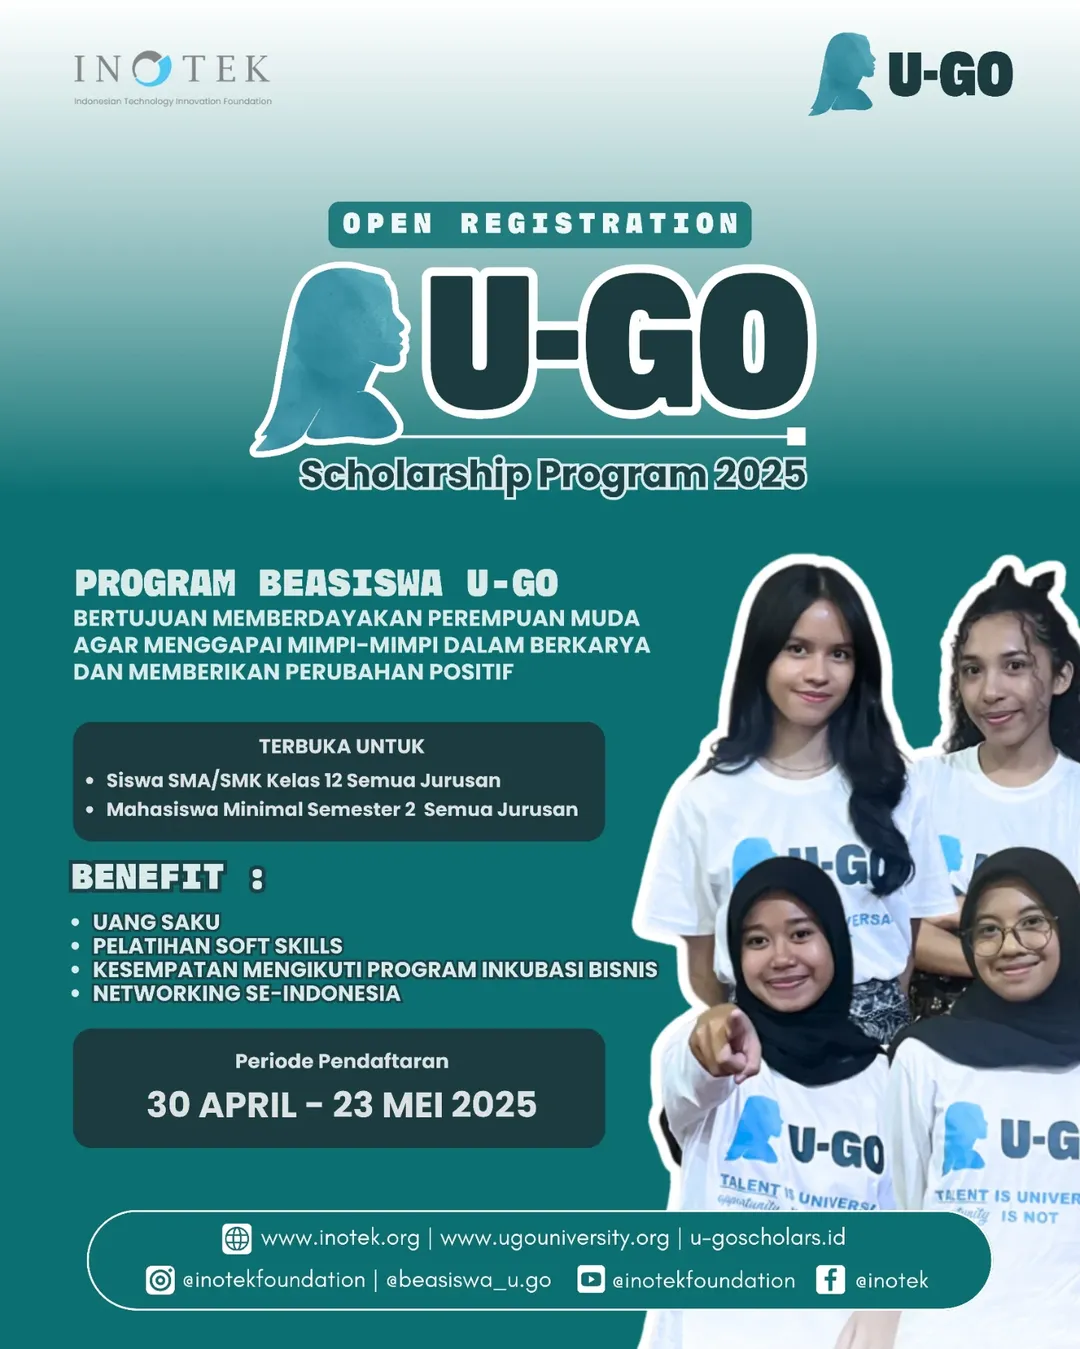 INOTEK
Indonesian Technology Innovation Foundation
U-GO
OPEN REGISTRATION
U-GO
Scholarship Program 2025
PROGRAM BEASISWA U-GO
BERTUJUAN MEMBERDAYAKAN PEREMPUAN MUDA
AGAR MENGGAPAI MIMPI-MIMPI DALAM BERKARYA
DAN MEMBERIKAN PERUBAHAN POSITIF
TERBUKA UNTUK
• Siswa SMA/SMK Kelas 12 Semua Jurusan
• Mahasiswa Minimal Semester 2 Semua Jurusan
BENEFIT :
• UANG SAKU
• PELATIHAN SOFT SKILLS
• KESEMPATAN MENGIKUTI PROGRAM INKUBASI BISNIS
• NETWORKING SE-INDONESIA
Periode Pendaftaran
30 APRIL - 23 MEI 2025
U-GO
U-GO
TALENT IS UNIVERSA
opportunity
U-G
TALENT IS UNIVER
IS NOT
www.inotek.org | www.ugouniversity.org | u-goscholars.id
@inotekfoundation | @beasiswa_u.go @inotekfoundation @inotek